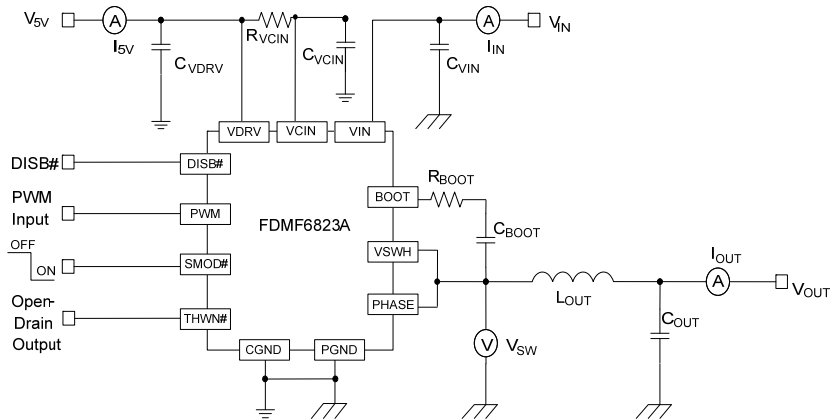 V5V
A
I5V
RVCIN
CVDRV
CVCIN
CVIN
A
IIN
VIN
VDRV
VCIN
VIN
DISB#
DISB#
PWM
Input
PWM
OFF
ON
SMOD#
Open-
Drain
Output
THWN#
FDMF6823A
BOOT
RBOOT
CBOOT
VSWH
PHASE
CGND
PGND
V
VSW
LOUT
COUT
IOUT
A
VOUT